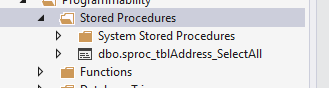 Programmability
Stored Procedures
System Stored Procedures
dbo.sproc_tblAddress_SelectAll
Functions